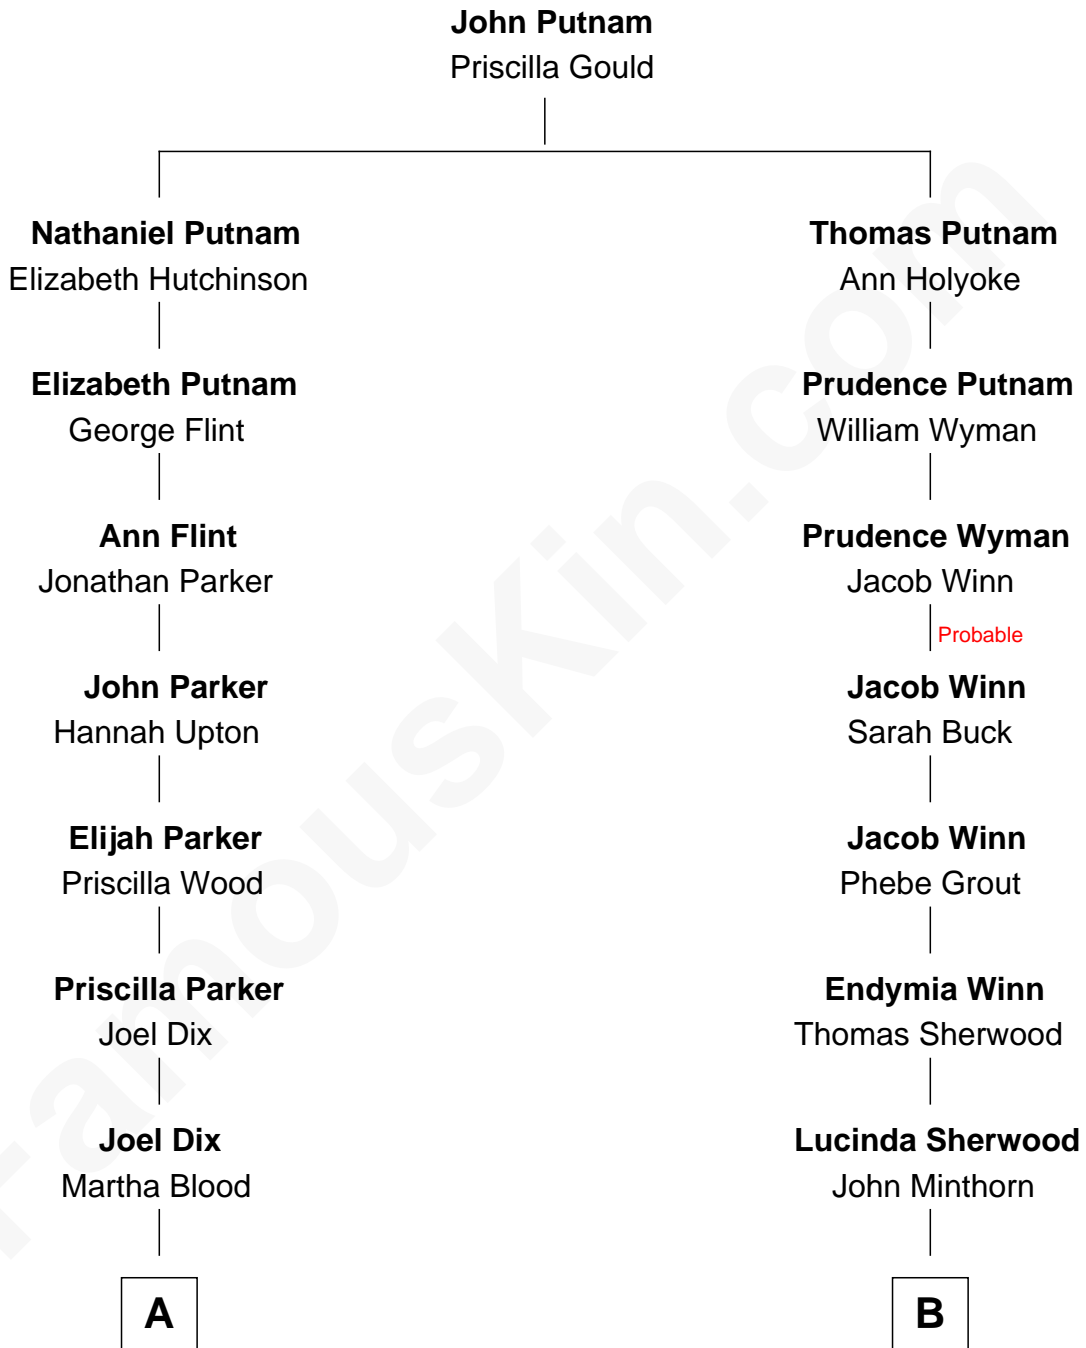 John Putnam
Priscilla Gould
Nathaniel Putnam
Elizabeth Hutchinson
Thomas Putnam
Ann Holyoke
Elizabeth Putnam
George Flint
Prudence Putnam
William Wyman
Ann Flint
Jonathan Parker
Prudence Wyman
Jacob Winn
Probable
John Parker
Hannah Upton
Jacob Winn
Sarah Buck
Elijah Parker
Priscilla Wood
Jacob Winn
Phebe Grout
Priscilla Parker
Joel Dix
Endymia Winn
Thomas Sherwood
Joel Dix
Martha Blood
Lucinda Sherwood
John Minthorn
A
B
FamousKin.com